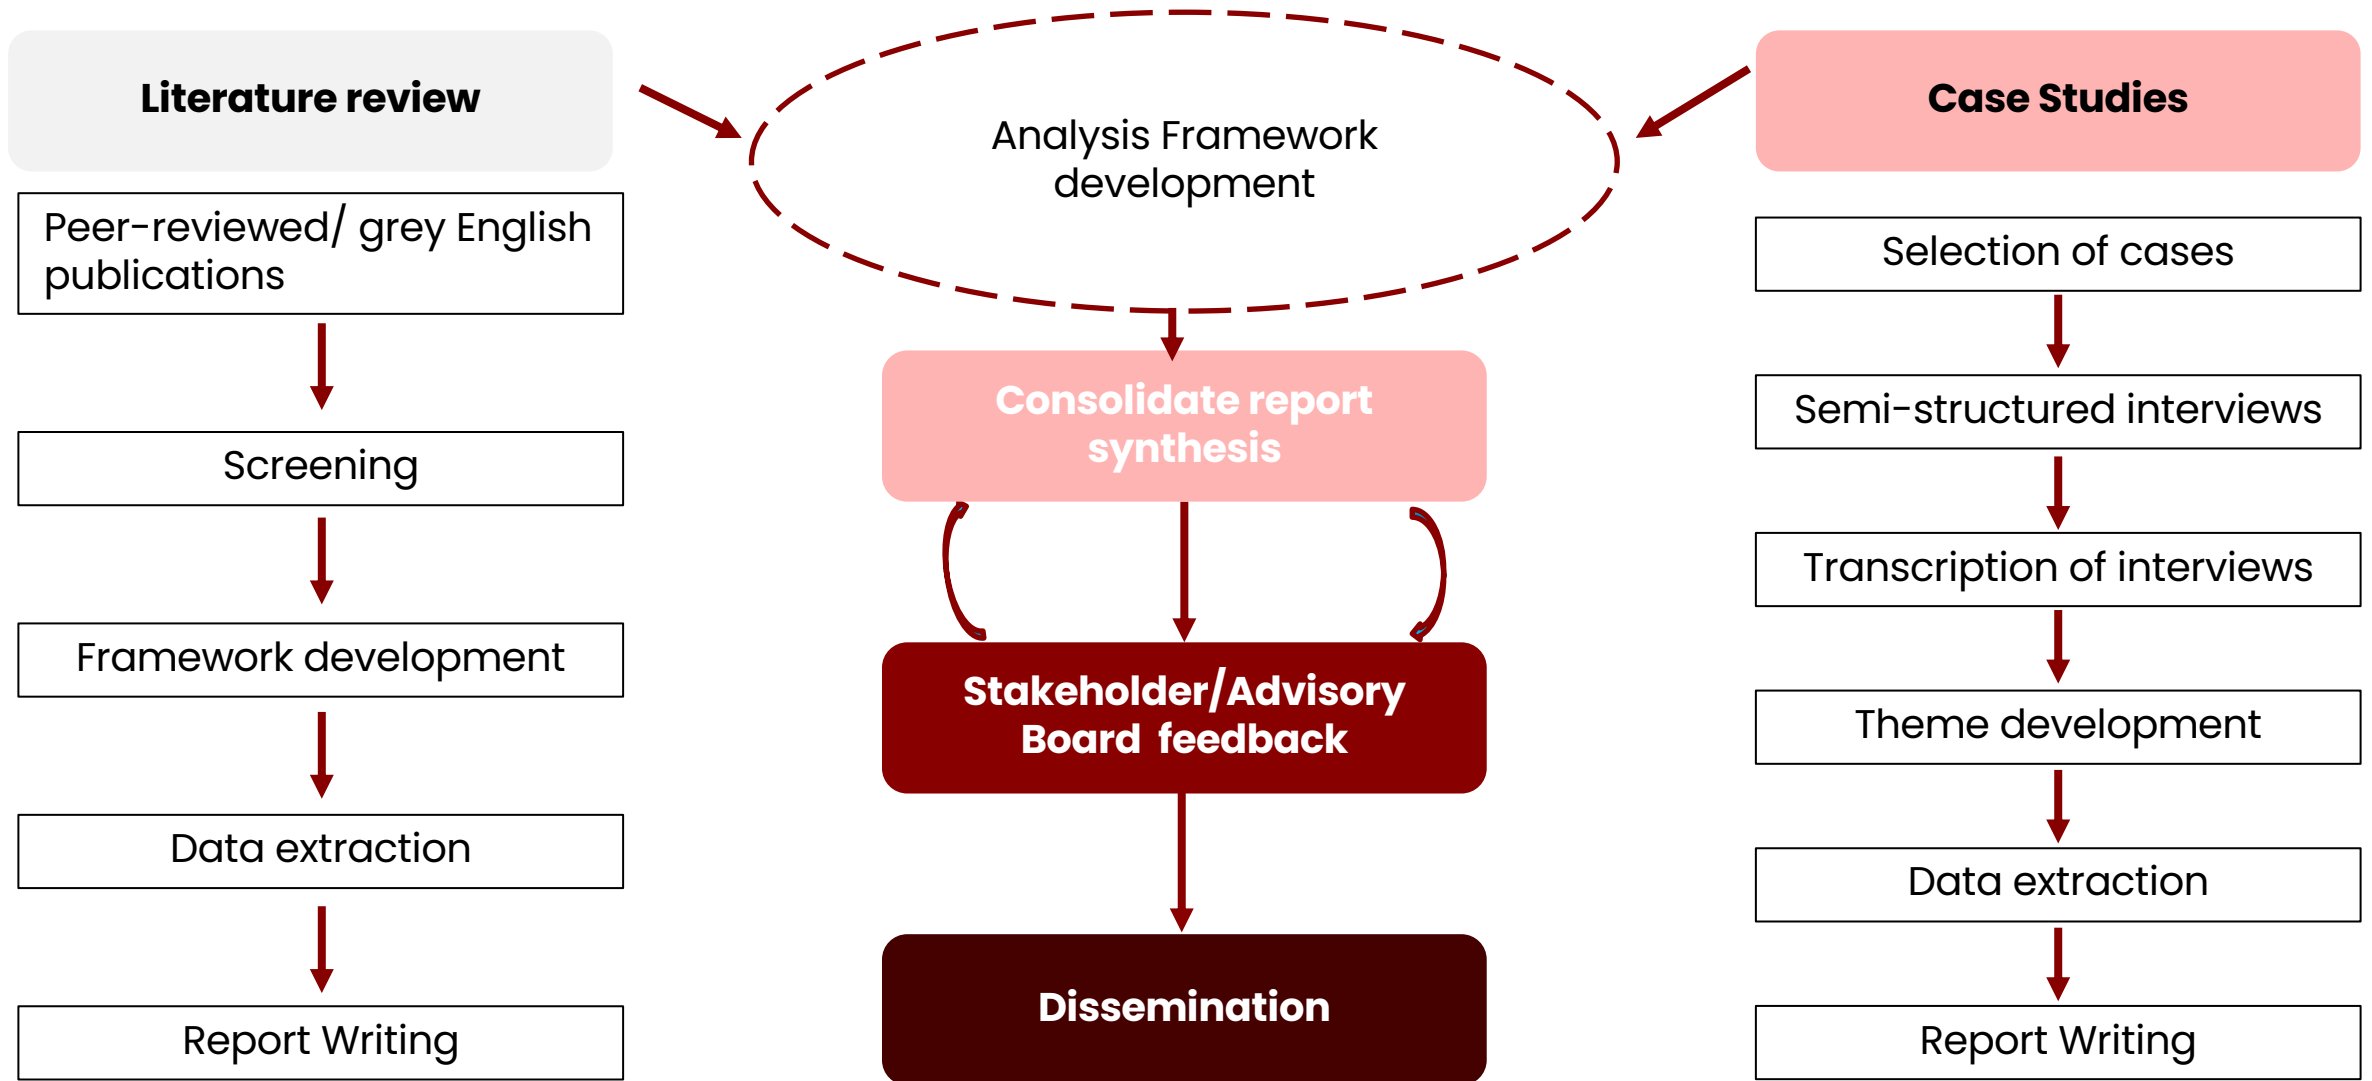 Literature review
Peer-reviewed/ grey English
publications
Screening
Framework development
Data extraction
Report Writing
Analysis Framework
development
Consolidate report
synthesis
Stakeholder/Advisory
Board  feedback
Dissemination
Case Studies
Selection of cases
Semi-structured interviews
Transcription of interviews
Theme development
Data extraction
Report Writing